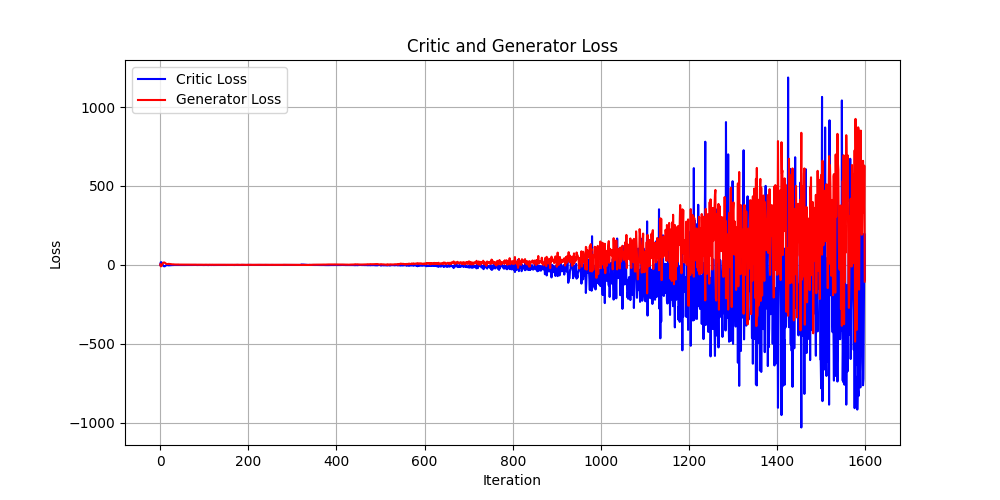 Critic and Generator Loss
Critic Loss
Generator Loss
1000
500
0
−500
−1000
Loss
0 200 400 600 800 1000 1200 1400 1600
Iteration